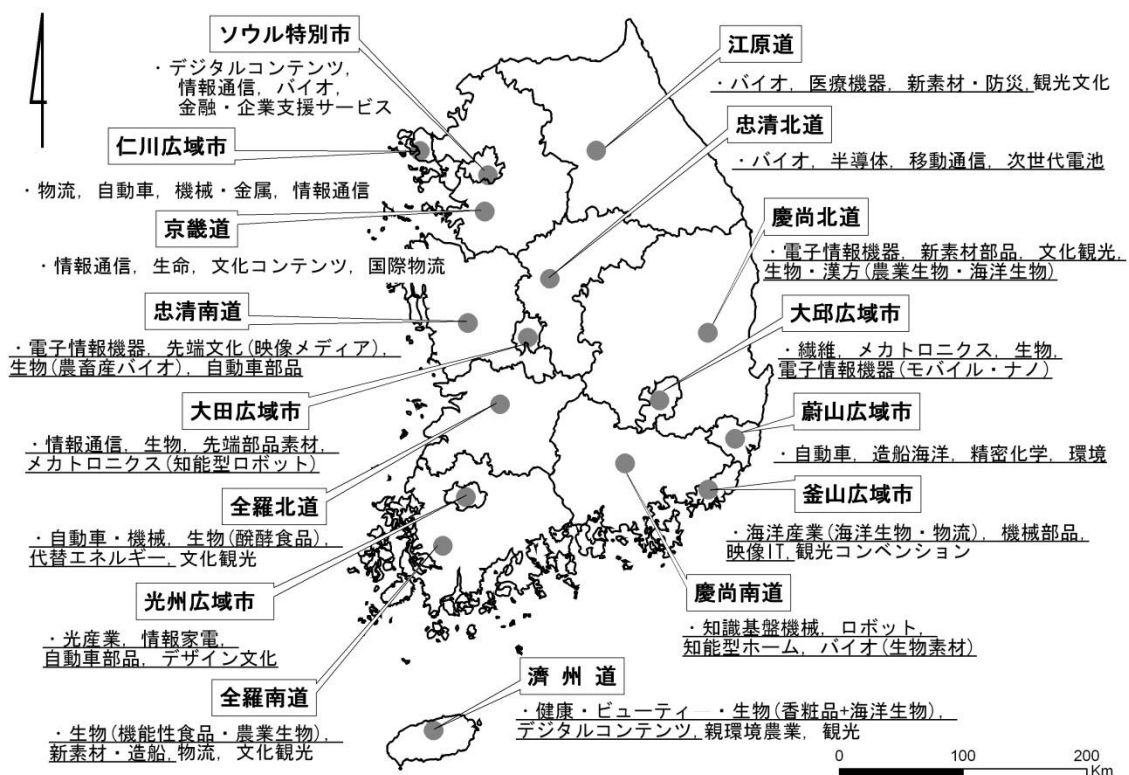 ソウル特別市
・デジタルコンテンツ,
情報通信, バイオ,
金融・企業支援サービス
仁川広域市
・物流, 自動車, 機械・金属, 情報通信
京畿道
・情報通信, 生命, 文化コンテンツ, 国際物流
忠清南道
・電子情報機器, 先端文化(映像メディア),
生物(農畜産バイオ), 自動車部品
大田広域市
・情報通信, 生物, 先端部品素材,
メカトロニクス(知能型ロボット)
全羅北道
・自動車・機械, 生物(醗酵食品),
代替エネルギー, 文化観光
光州広域市
・光産業, 情報家電,
自動車部品, デザイン文化
全羅南道
・生物(機能性食品・農業生物),
新素材・造船, 物流, 文化観光
江原道
・バイオ, 医療機器, 新素材・防災, 観光文化
忠清北道
・バイオ, 半導体, 移動通信, 次世代電池
慶尚北道
・電子情報機器, 新素材部品, 文化観光,
生物・漢方(農業生物・海洋生物)
大邱広域市
・繊維, メカトロニクス, 生物,
電子情報機器(モバイル・ナノ)
蔚山広域市
・自動車, 造船海洋, 精密化学, 環境
釜山広域市
・海洋産業(海洋生物・物流), 機械部品,
映像IT, 観光コンベンション
慶尚南道
・知識基盤機械, ロボット,
知能型ホーム, バイオ(生物素材)
済州道
・健康・ビューティー・生物(香粧品+海洋生物),
デジタルコンテンツ, 親環境農業, 観光
0 100 200
Km